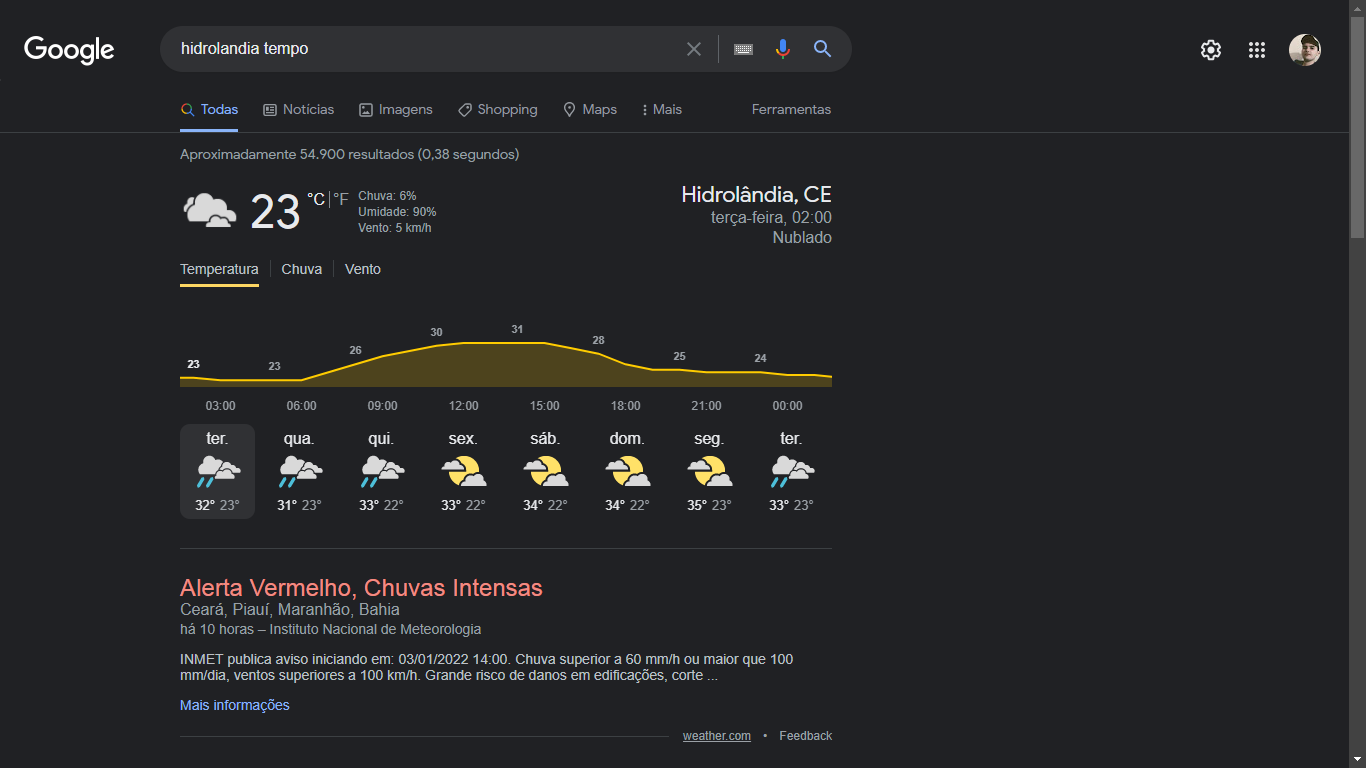 Google
hidrolandia tempo
Todas Notícias Imagens Shopping Maps Mais Ferramentas
Aproximadamente 54.900 resultados (0,38 segundos)
23 °C | °F
Chuva: 6%
Umidade: 90%
Vento: 5 km/h
Hidrolândia, CE
terça-feira, 02:00
Nublado
Temperatura Chuva Vento
23 23 26 30 31 28 25 24
03:00 06:00 09:00 12:00 15:00 18:00 21:00 00:00
ter. qua. qui. sex. sáb. dom. seg. ter.
32° 23° 31° 23° 33° 22° 33° 22° 34° 22° 34° 22° 35° 23° 33° 23°
Alerta Vermelho, Chuvas Intensas
Ceará, Piauí, Maranhão, Bahia
há 10 horas – Instituto Nacional de Meteorologia
INMET publica aviso iniciando em: 03/01/2022 14:00. Chuva superior a 60 mm/h ou maior que 100
mm/dia, ventos superiores a 100 km/h. Grande risco de danos em edificações, corte ...
Mais informações
weather.com • Feedback